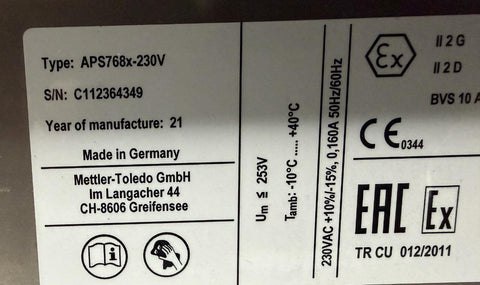 Type: APS768x-230V
S/N: C112364349
Year of manufacture: 21
Made in Germany
Mettler-Toledo GmbH
Im Langacher 44
CH-8606 Greifensee
Um ≤ 253V
Tamb: -10°C ..... +40°C
230VAC +10%/-15%, 0,160A 50Hz/60Hz
Ex
II 2 G
II 2 D
BVS 10 A
CE 0344
EAC Ex
TR CU 012/2011